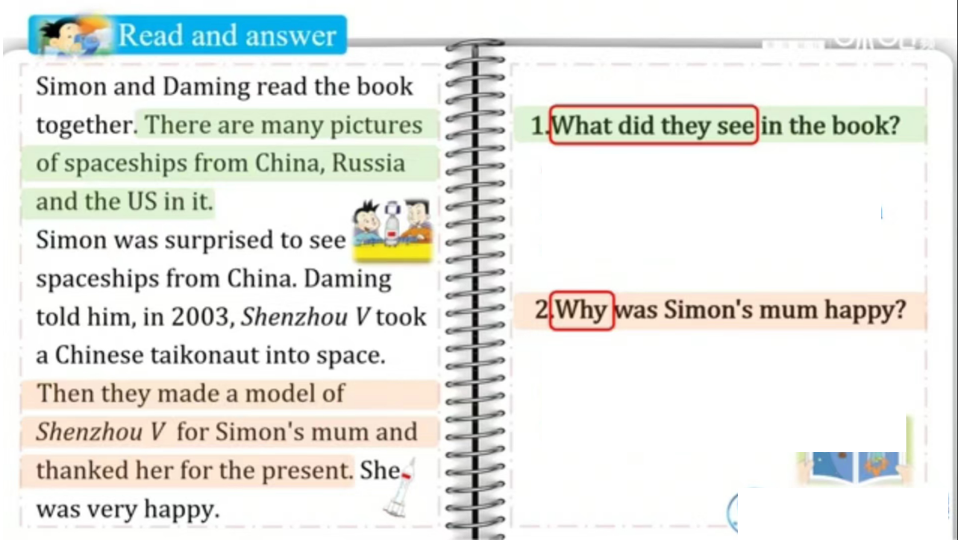 Read and answer
Simon and Daming read the book
together. There are many pictures
of spaceships from China, Russia
and the US in it.
Simon was surprised to see
spaceships from China. Daming
told him, in 2003, Shenzhou V took
a Chinese taikonaut into space.
Then they made a model of
Shenzhou V for Simon's mum and
thanked her for the present. She
was very happy.
1.What did they see in the book?
2.Why was Simon's mum happy?